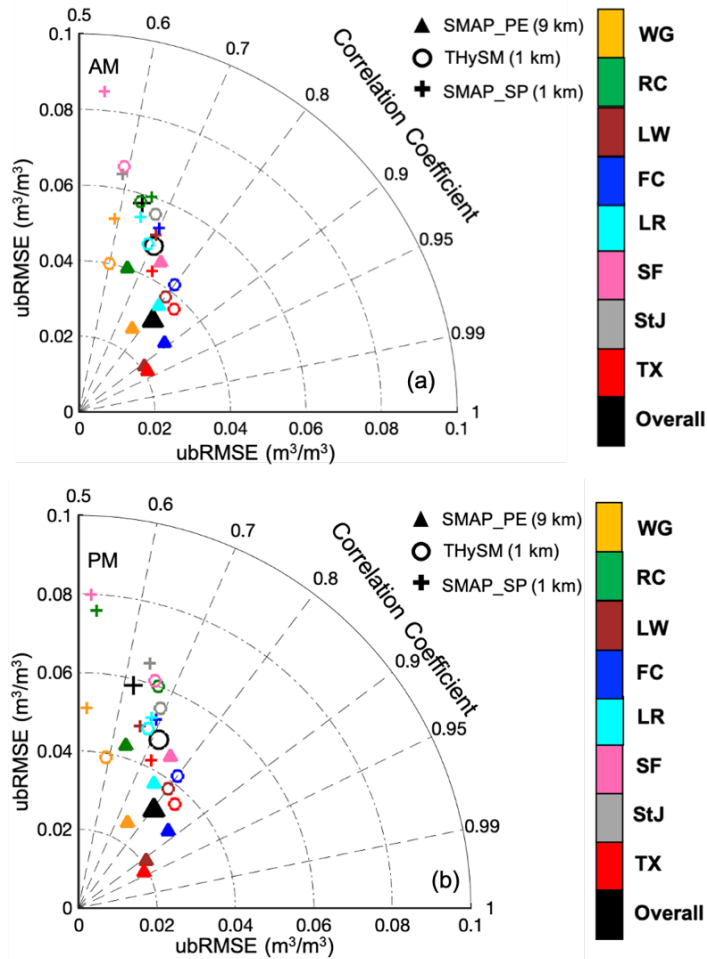 0.5
0.6
0.7
0.8
0.9
0.95
0.99
1
Correlation Coefficient
AM
SMAP_PE (9 km)
THySM (1 km)
SMAP_SP (1 km)
0.1
0.08
0.06
0.04
0.02
0
ubRMSE (m³/m³)
0 0.02 0.04 0.06 0.08 0.1
ubRMSE (m³/m³)
(a)
WG
RC
LW
FC
LR
SF
StJ
TX
Overall
0.5
0.6
0.7
0.8
0.9
0.95
0.99
1
Correlation Coefficient
PM
SMAP_PE (9 km)
THySM (1 km)
SMAP_SP (1 km)
0.1
0.08
0.06
0.04
0.02
0
ubRMSE (m³/m³)
0 0.02 0.04 0.06 0.08 0.1
ubRMSE (m³/m³)
(b)
WG
RC
LW
FC
LR
SF
StJ
TX
Overall